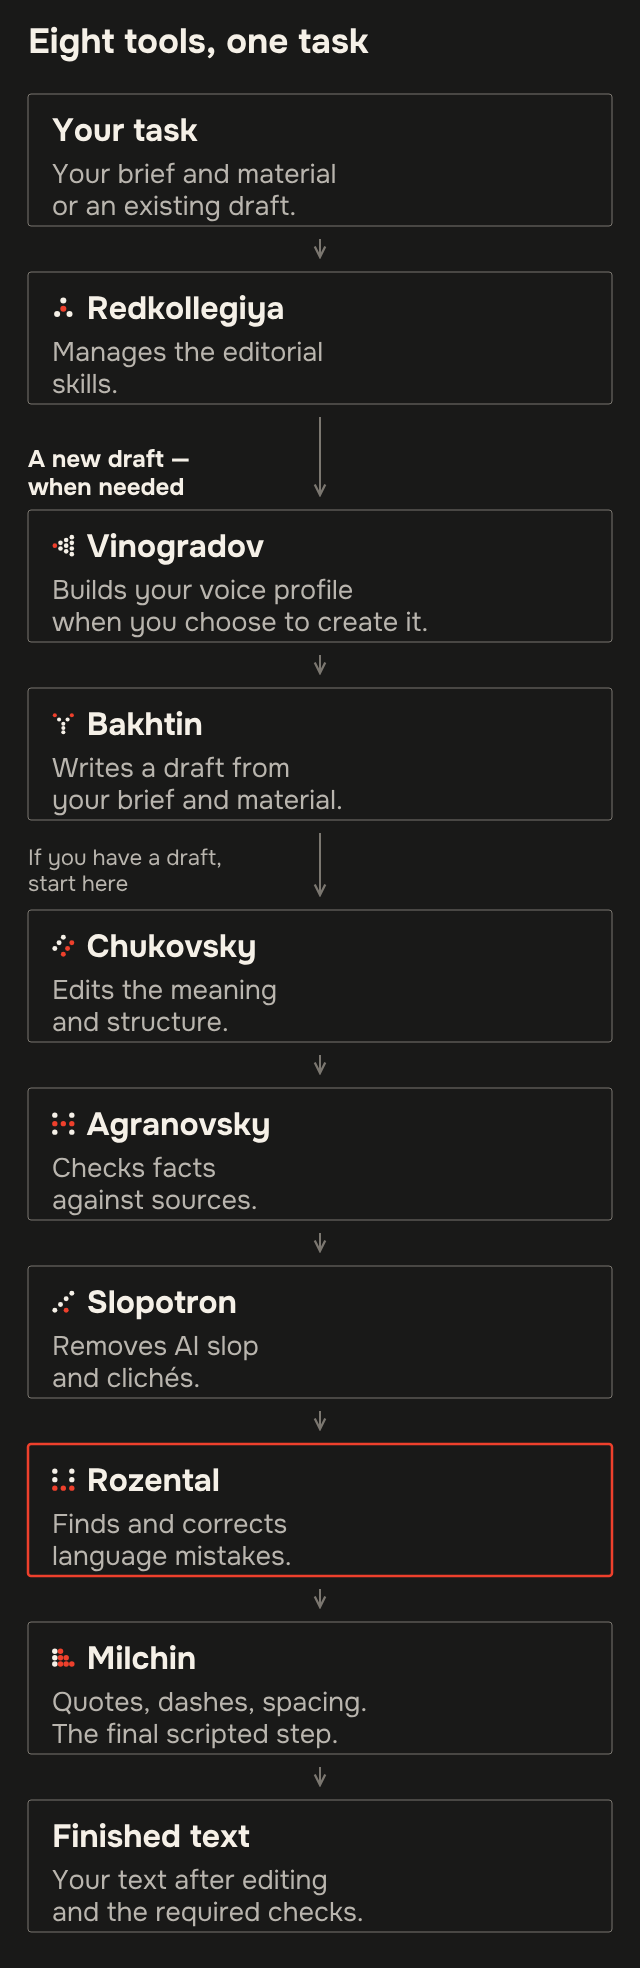 Eight tools, one task
Your task
Your brief and material
or an existing draft.
Redkollegiya
Manages the editorial
skills.
A new draft —
when needed
Vinogradov
Builds your voice profile
when you choose to create it.
Bakhtin
Writes a draft from
your brief and material.
If you have a draft,
start here
Chukovsky
Edits the meaning
and structure.
Agranovsky
Checks facts
against sources.
Slopotron
Removes AI slop
and clichés.
Rozental
Finds and corrects
language mistakes.
Milchin
Quotes, dashes, spacing.
The final scripted step.
Finished text
Your text after editing
and the required checks.